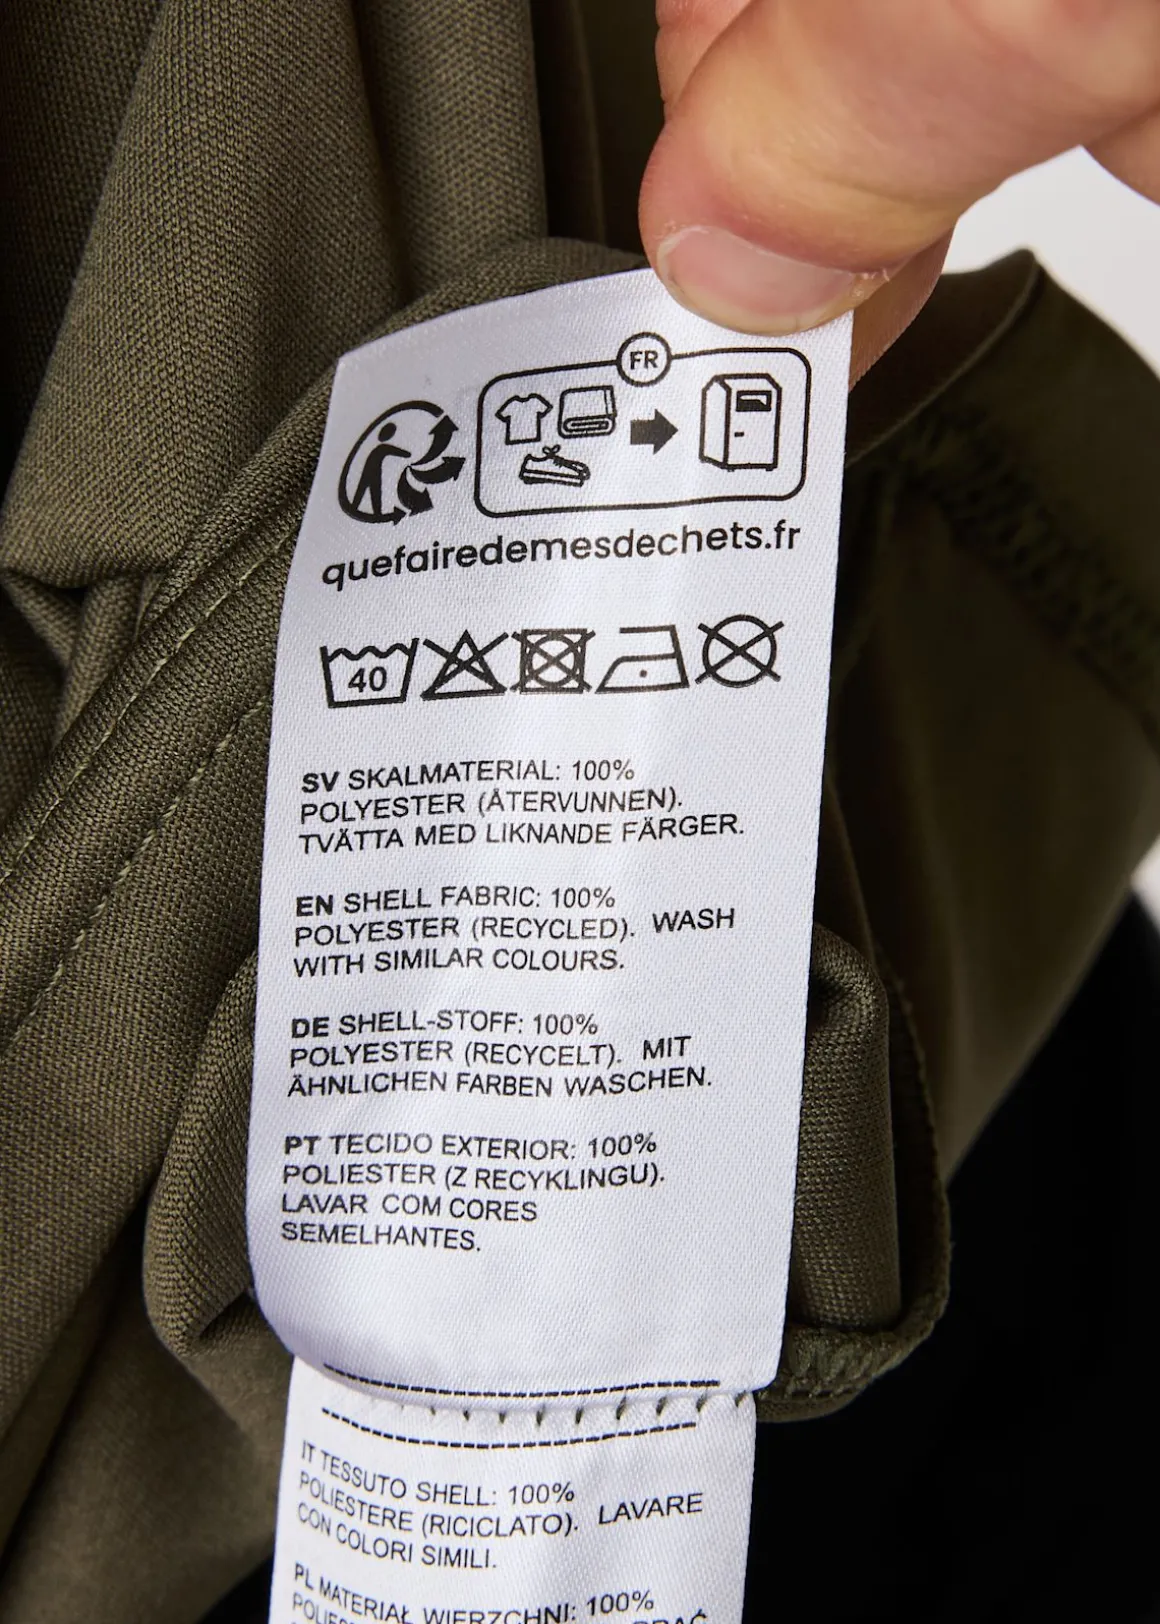 FR
quefairedemesdechets.fr
40
SV SKALMATERIAL: 100%
POLYESTER (ÅTERVUNNEN).
TVÄTTA MED LIKNANDE FÄRGER.
EN SHELL FABRIC: 100%
POLYESTER (RECYCLED). WASH
WITH SIMILAR COLOURS.
DE SHELL-STOFF: 100%
POLYESTER (RECYCELT). MIT
ÄHNLICHEN FARBEN WASCHEN.
PT TECIDO EXTERIOR: 100%
POLIESTER (Z RECYKLINGU).
LAVAR COM CORES
SEMELHANTES.
IT TESSUTO SHELL: 100%
POLIESTERE (RICICLATO). LAVARE
CON COLORI SIMILI.
PL MATERIAŁ WIERZCHNI: 100%